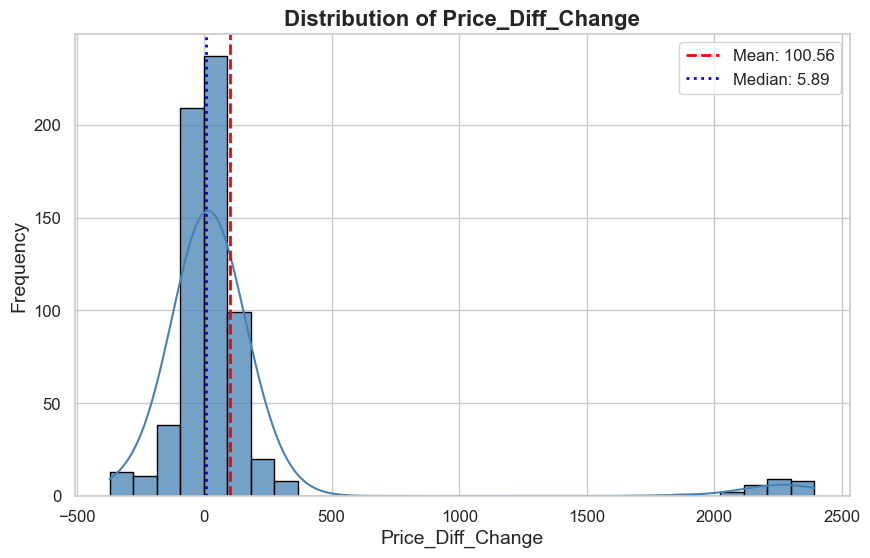 Distribution of Price_Diff_Change
Mean: 100.56
Median: 5.89
Frequency
200
150
100
50
0
−500
0
500
1000
1500
2000
2500
Price_Diff_Change